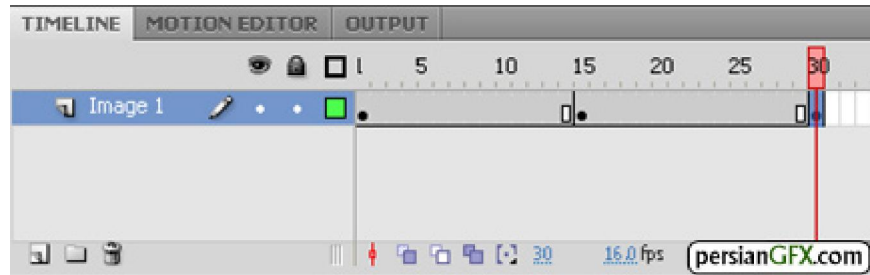 TIMELINE MOTION EDITOR OUTPUT
1 5 10 15 20 25 30
Image 1
30 16.0 fps persianGFX.com